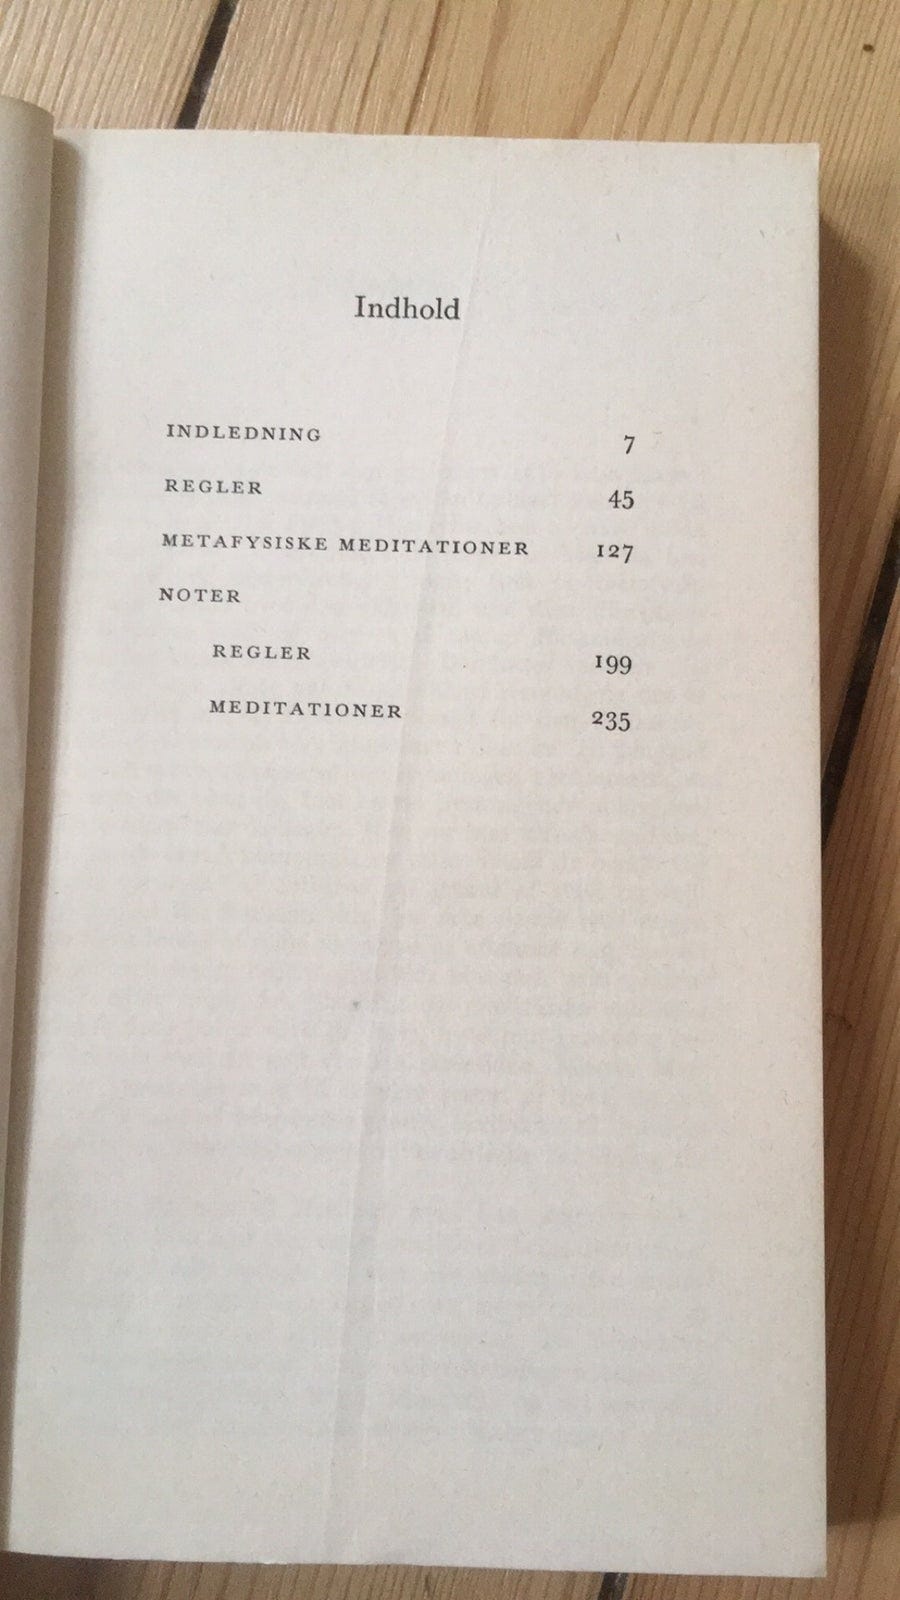 Indhold
INDLEDNING 7
REGLER 45
METAFYSISKE MEDITATIONER 127
NOTER
REGLER 199
MEDITATIONER 235